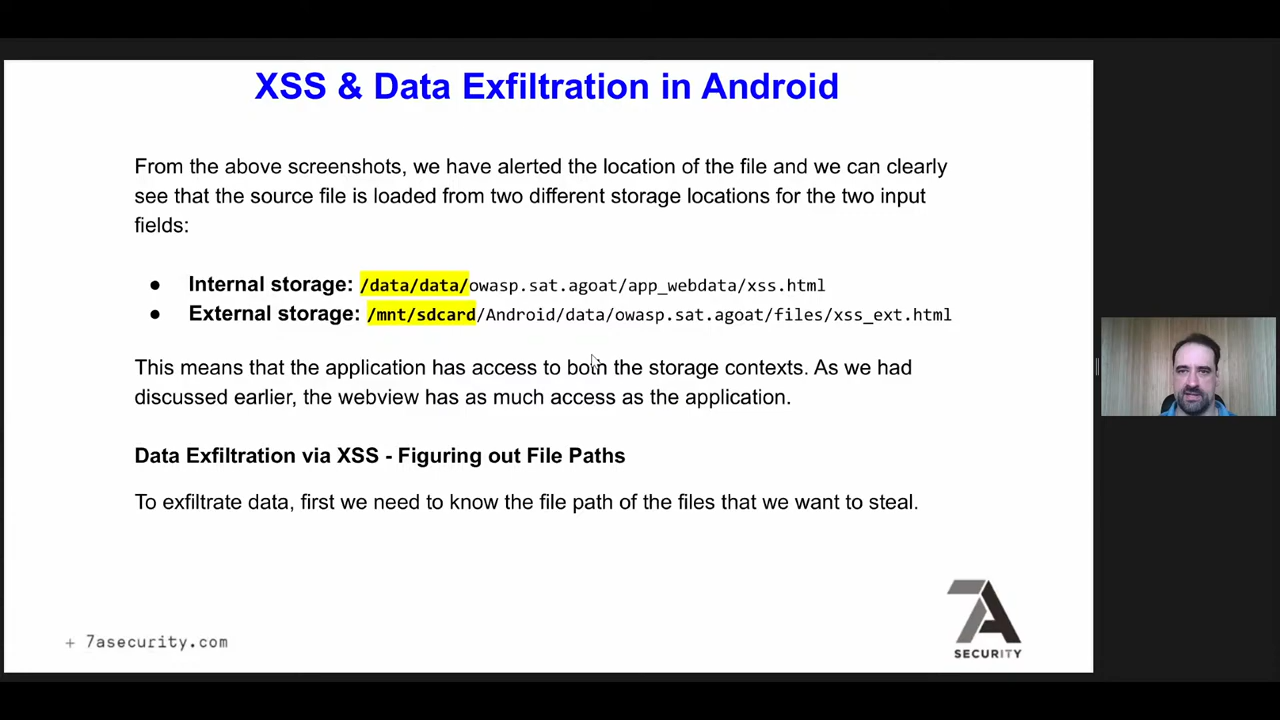 XSS & Data Exfiltration in Android
From the above screenshots, we have alerted the location of the file and we can clearly
see that the source file is loaded from two different storage locations for the two input
fields:
● Internal storage: /data/data/owasp.sat.agoat/app_webdata/xss.html
● External storage: /mnt/sdcard/Android/data/owasp.sat.agoat/files/xss_ext.html
This means that the application has access to both the storage contexts. As we had
discussed earlier, the webview has as much access as the application.
Data Exfiltration via XSS - Figuring out File Paths
To exfiltrate data, first we need to know the file path of the files that we want to steal.
+ 7asecurity.com
7A
SECURITY